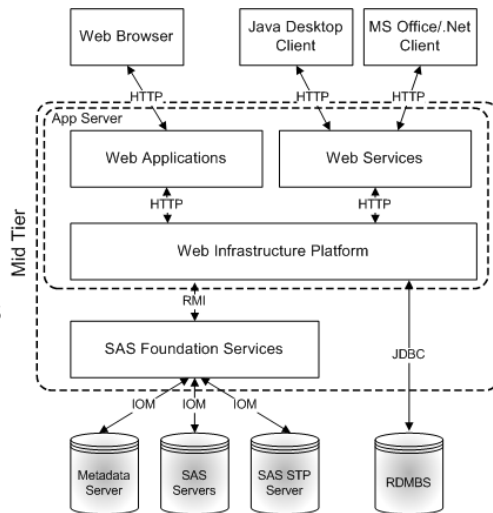 Web Browser
Java Desktop
Client
MS Office/.Net
Client
HTTP
HTTP
HTTP
App Server
Web Applications
Web Services
HTTP
HTTP
Mid Tier
Web Infrastructure Platform
RMI
SAS Foundation Services
JDBC
IOM
IOM
IOM
Metadata
Server
SAS
Servers
SAS STP
Server
RDMBS